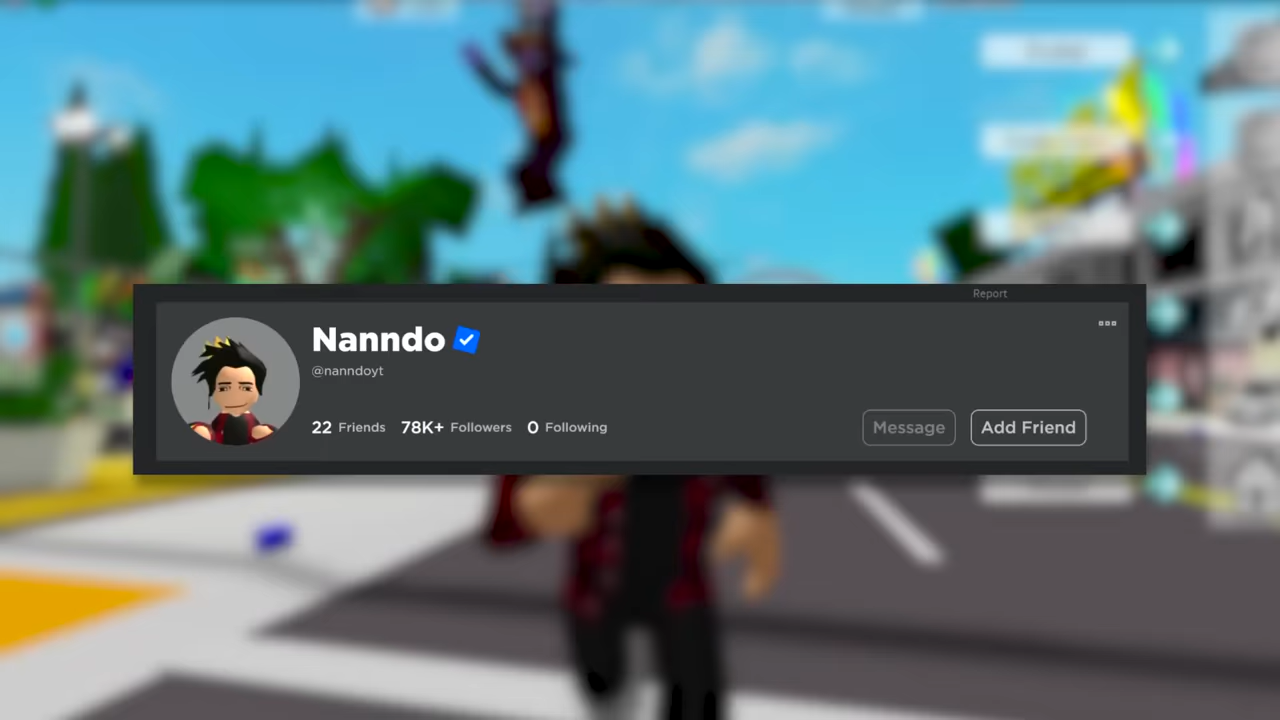 Report
Nanndo
@nanndoyt
22 Friends 78K+ Followers 0 Following
Message Add Friend